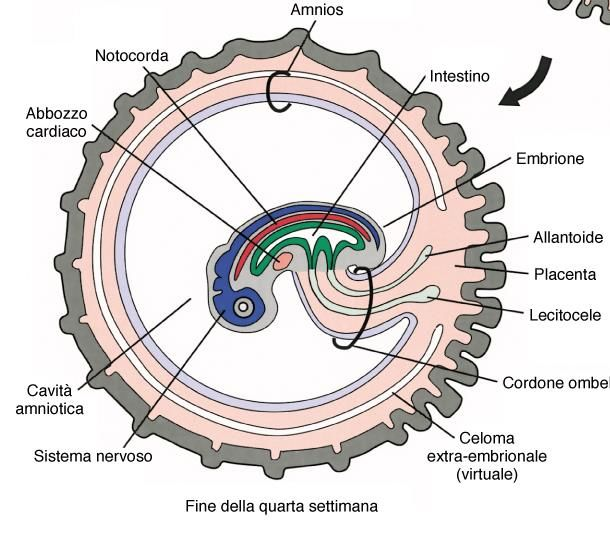 Amnios
Notocorda
Intestino
Abbozzo
cardiaco
Embrione
Allantoide
Placenta
Lecitocele
Cordone ombel
Cavità
amniotica
Celoma
extra-embrionale
(virtuale)
Sistema nervoso
Fine della quarta settimana